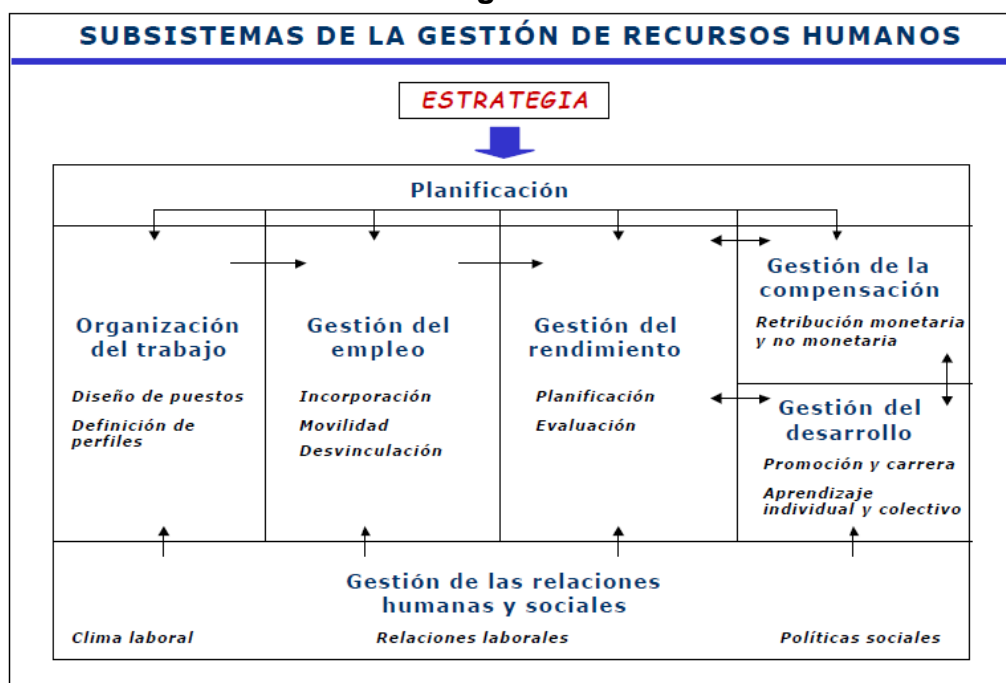 SUBSISTEMAS DE LA GESTIÓN DE RECURSOS HUMANOS
ESTRATEGIA
Planificación
Organización
del trabajo
Diseño de puestos
Definición de
perfiles
Gestión del
empleo
Incorporación
Movilidad
Desvinculación
Gestión del
rendimiento
Planificación
Evaluación
Gestión de la
compensación
Retribución monetaria
y no monetaria
Gestión del
desarrollo
Promoción y carrera
Aprendizaje
individual y colectivo
Gestión de las relaciones
humanas y sociales
Clima laboral
Relaciones laborales
Políticas sociales